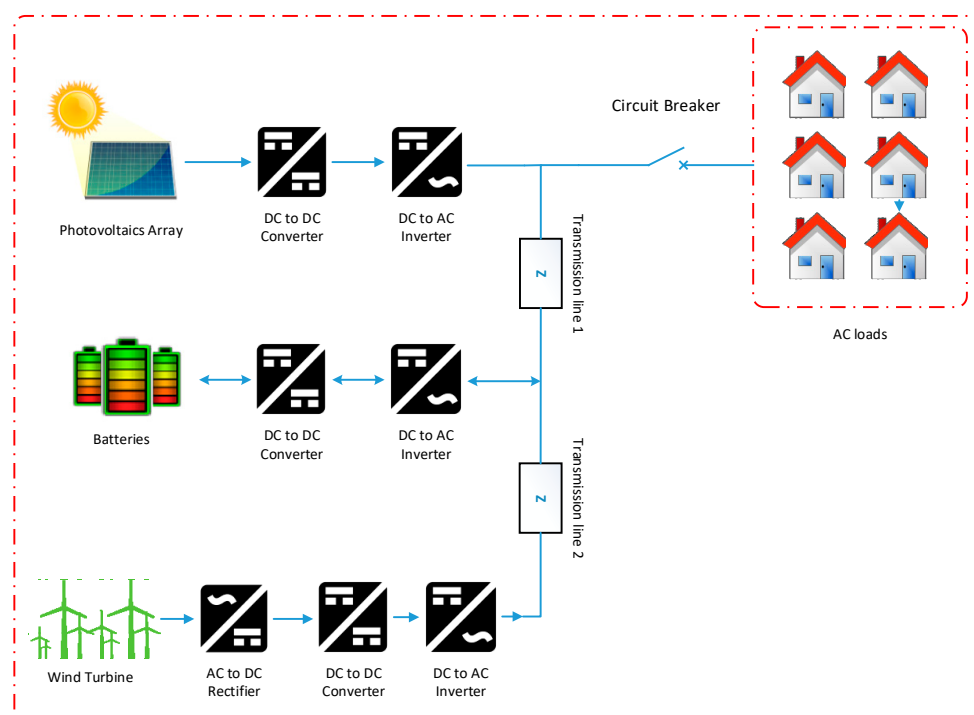 Circuit Breaker
Photovoltaics Array
DC to DC
Converter
DC to AC
Inverter
Transmission line 1
Z
AC loads
Batteries
DC to DC
Converter
DC to AC
Inverter
Transmission line 2
Z
Wind Turbine
AC to DC
Rectifier
DC to DC
Converter
DC to AC
Inverter